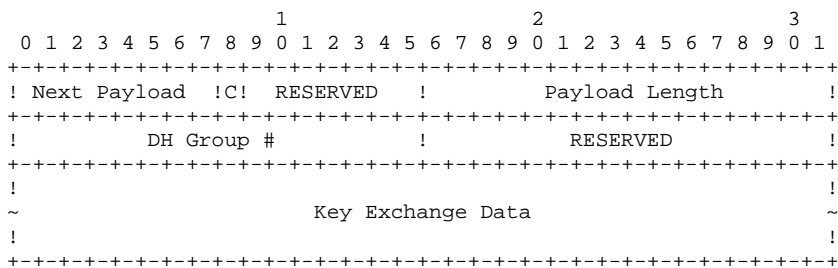 1                   2                   3
 0 1 2 3 4 5 6 7 8 9 0 1 2 3 4 5 6 7 8 9 0 1 2 3 4 5 6 7 8 9 0 1
+-+-+-+-+-+-+-+-+-+-+-+-+-+-+-+-+-+-+-+-+-+-+-+-+-+-+-+-+-+-+-+-+
! Next Payload  !C!  RESERVED   !         Payload Length        !
+-+-+-+-+-+-+-+-+-+-+-+-+-+-+-+-+-+-+-+-+-+-+-+-+-+-+-+-+-+-+-+-+
!          DH Group #           !           RESERVED            !
+-+-+-+-+-+-+-+-+-+-+-+-+-+-+-+-+-+-+-+-+-+-+-+-+-+-+-+-+-+-+-+-+
!                                                               !
~                       Key Exchange Data                       ~
!                                                               !
+-+-+-+-+-+-+-+-+-+-+-+-+-+-+-+-+-+-+-+-+-+-+-+-+-+-+-+-+-+-+-+-+